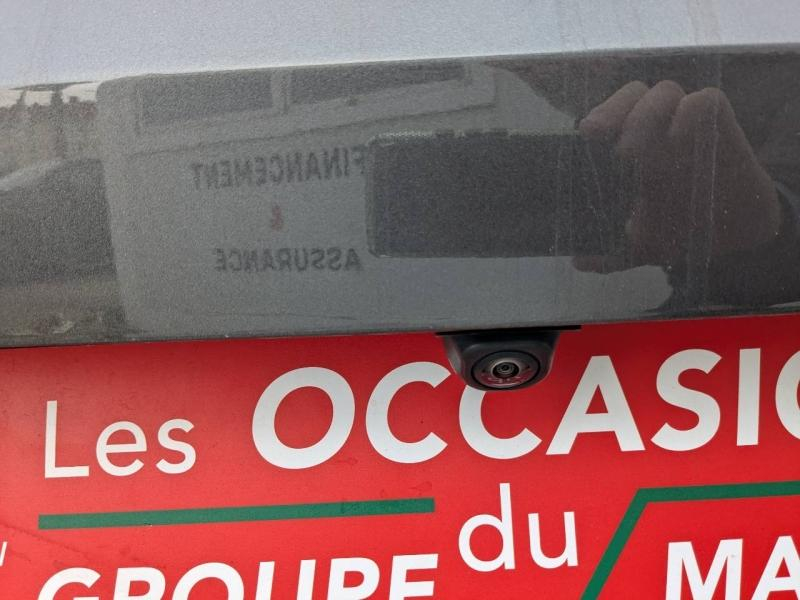 FINANCEMENT
&
ASSURANCE
Les OCCASIO
du
GROUPE
MA